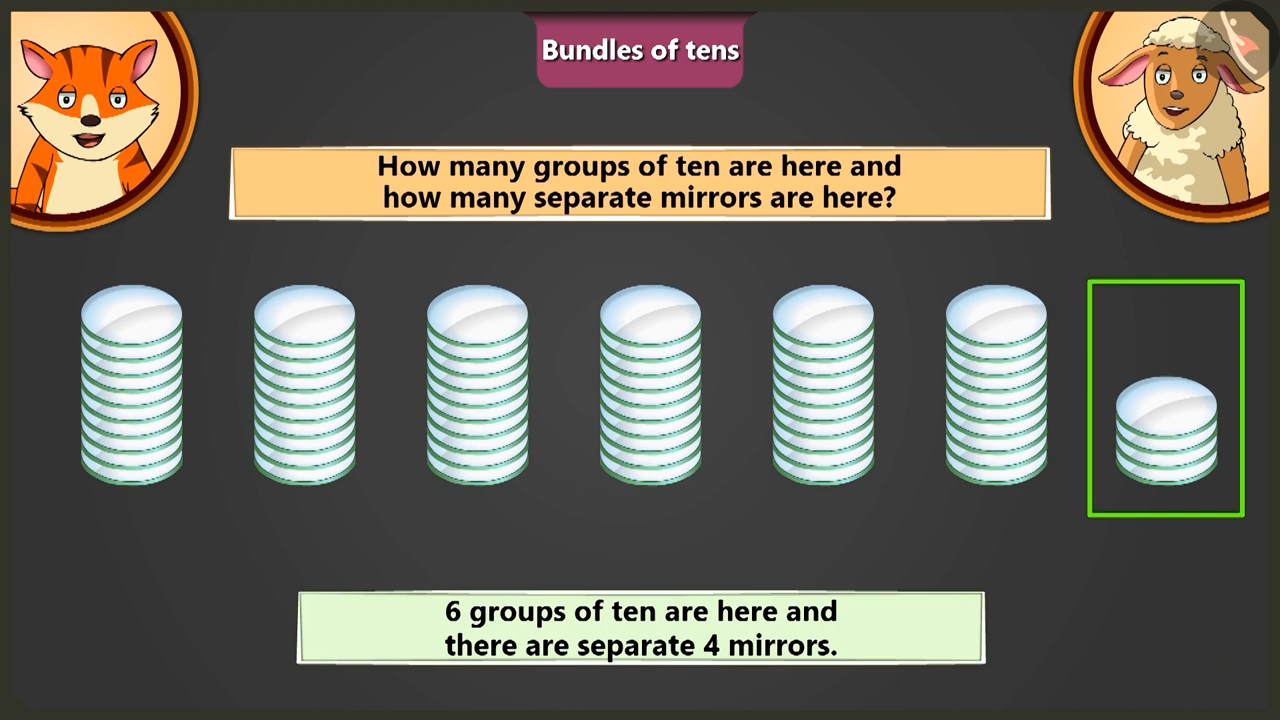 Bundles of tens
How many groups of ten are here and
how many separate mirrors are here?
6 groups of ten are here and
there are separate 4 mirrors.